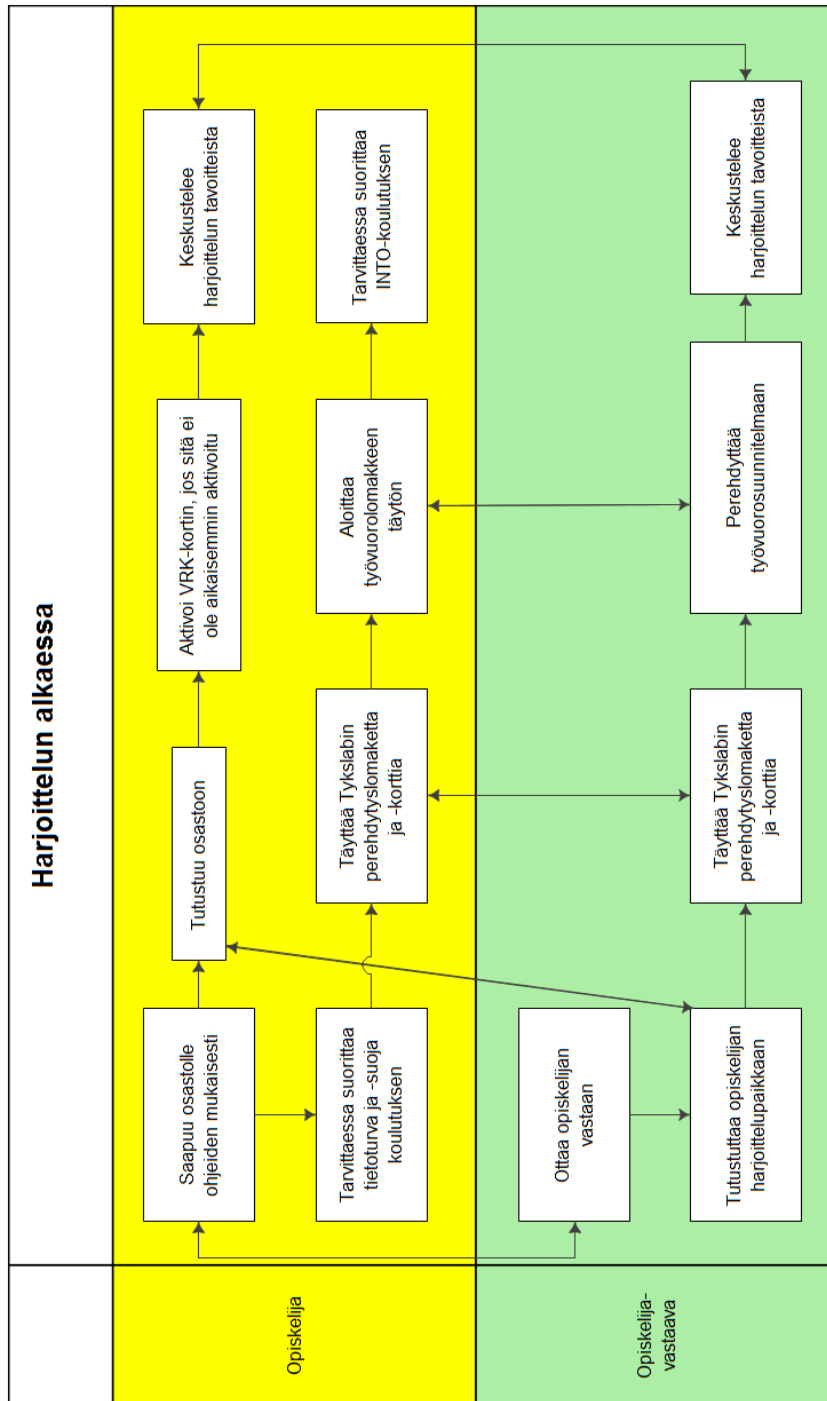 Harjoittelun alkaessa
Opiskelija
Saapuu osastolle
ohjeiden mukaisesti
Tutustuu osastoon
Aktivoi VRK-kortin, jos sitä ei
ole aikaisemmin aktivoitu
Keskustelee
harjoittelun tavoitteista
Tarvittaessa suorittaa
tietoturva ja -suoja
koulutuksen
Täyttää Tykslabin
perehdytyslomaketta
ja -korttia
Aloittaa
työvuorolomakkeen
täytön
Tarvittaessa suorittaa
INTO-koulutuksen
Opiskelija-
vastaava
Ottaa opiskelijan
vastaan
Tutustuttaa opiskelijan
harjoittelupaikkaan
Täyttää Tykslabin
perehdytyslomaketta
ja -korttia
Perehdyttää
työvuorosuunnitelmaan
Keskustelee
harjoittelun tavoitteista